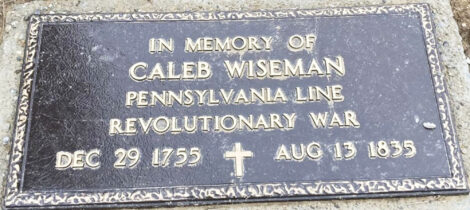 IN MEMORY OF
CALEB WISEMAN
PENNSYLVANIA LINE
REVOLUTIONARY WAR
DEC 29 1755 AUG 13 1835